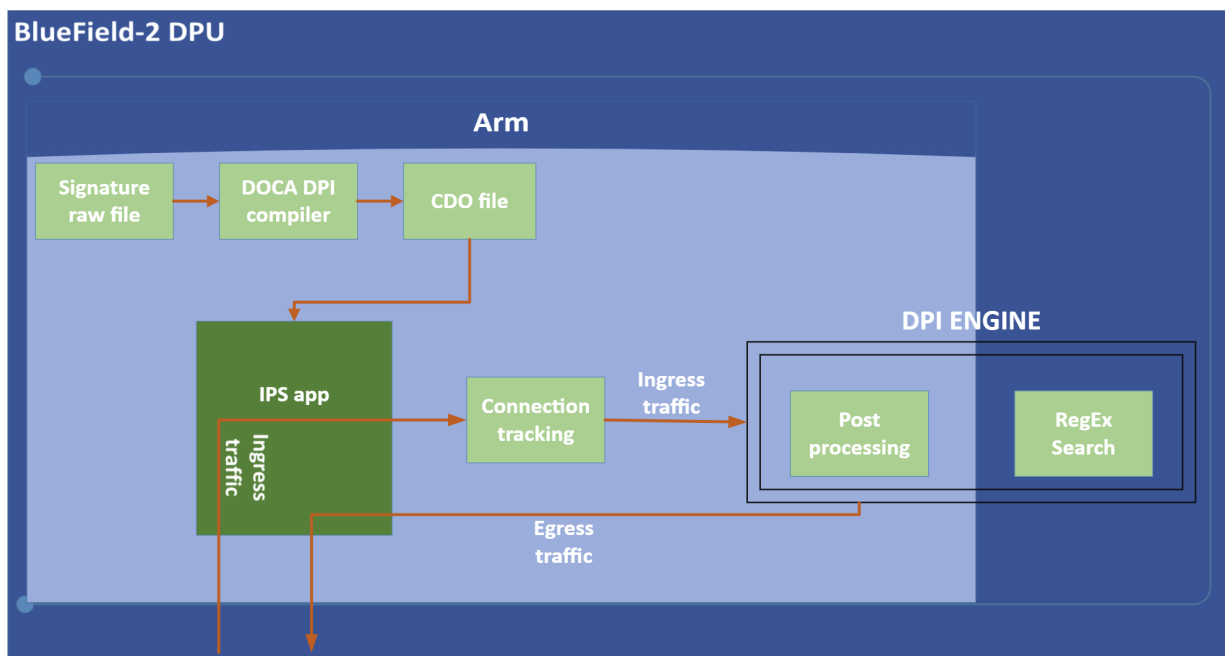 BlueField-2 DPU
Arm
Signature
raw file
DOCA DPI
compiler
CDO file
DPI ENGINE
IPS app
Ingress
traffic
Connection
tracking
Ingress
traffic
Post
processing
RegEx
Search
Egress
traffic